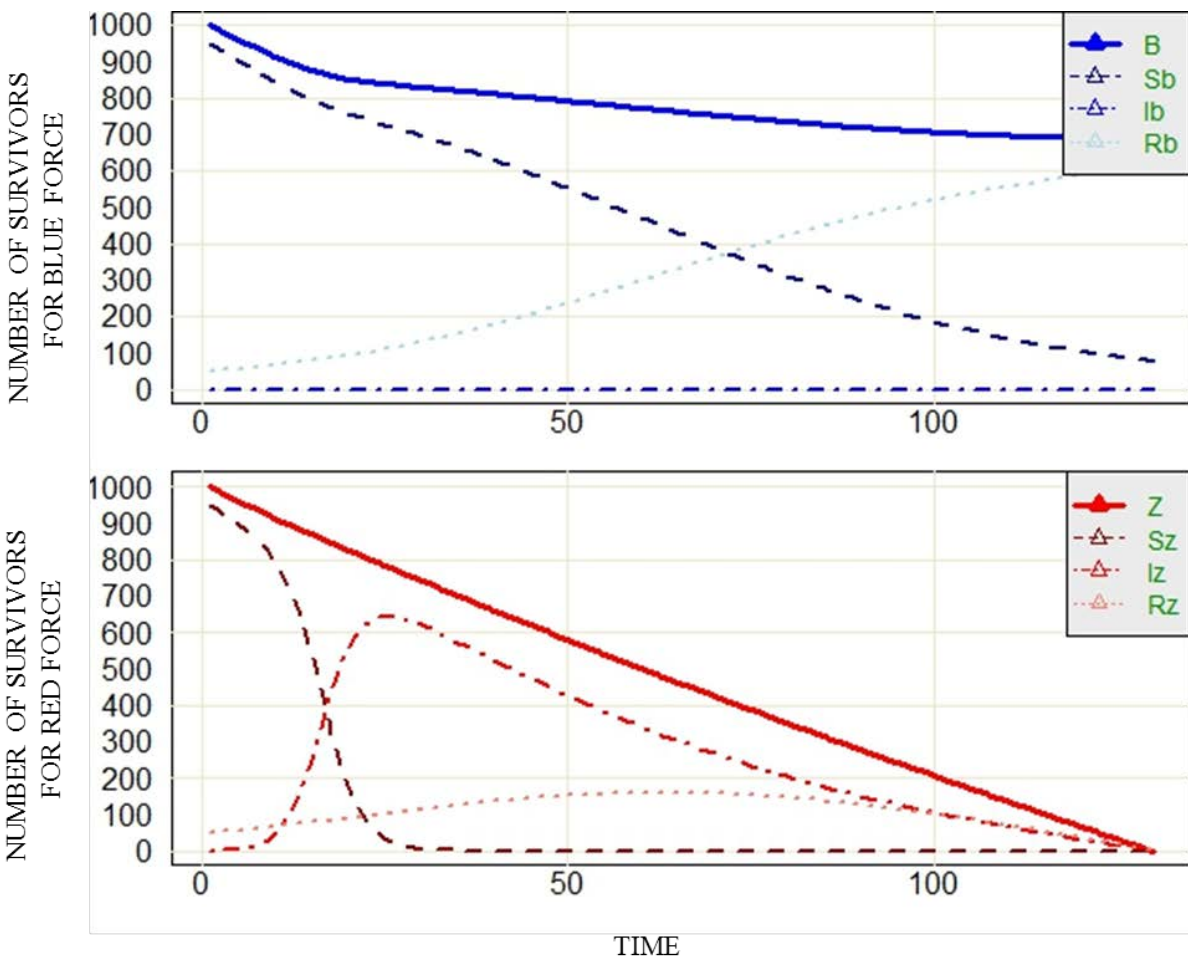 NUMBER OF SURVIVORS
FOR BLUE FORCE
1000
900
800
700
600
500
400
300
200
100
0
0 50 100
B
Sb
Ib
Rb
NUMBER OF SURVIVORS
FOR RED FORCE
1000
900
800
700
600
500
400
300
200
100
0
0 50 100
Z
Sz
Iz
Rz
TIME